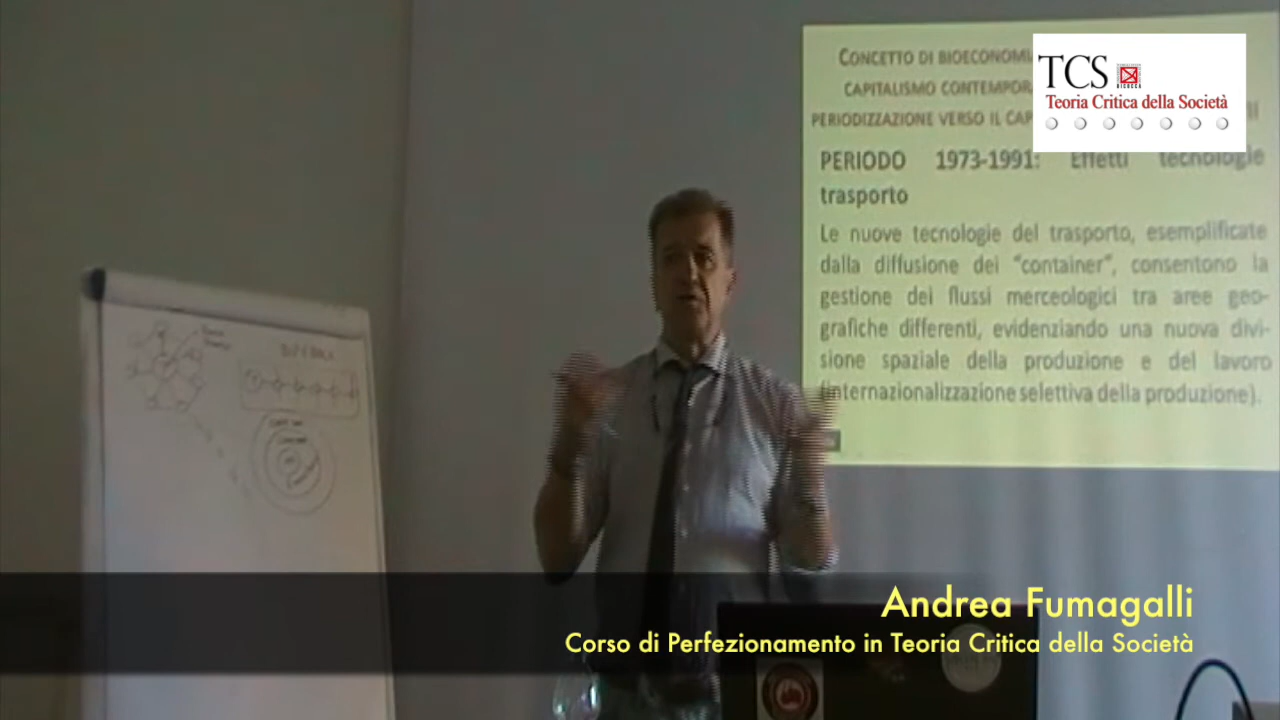 CONCETTO DI BIOECONOMI
CAPITALISMO CONTEMPOR
PERIODIZZAZIONE VERSO IL CAP
TCS
BICOCCA
Teoria Critica della Società
PERIODO 1973-1991: Effetti tecnologie
trasporto
Le nuove tecnologie del trasporto, esemplificate
dalla diffusione dei “container”, consentono la
gestione dei flussi merceologici tra aree geo-
grafiche differenti, evidenziando una nuova divi-
sione spaziale della produzione e del lavoro
(internazionalizzazione selettiva della produzione).
Andrea Fumagalli
Corso di Perfezionamento in Teoria Critica della Società